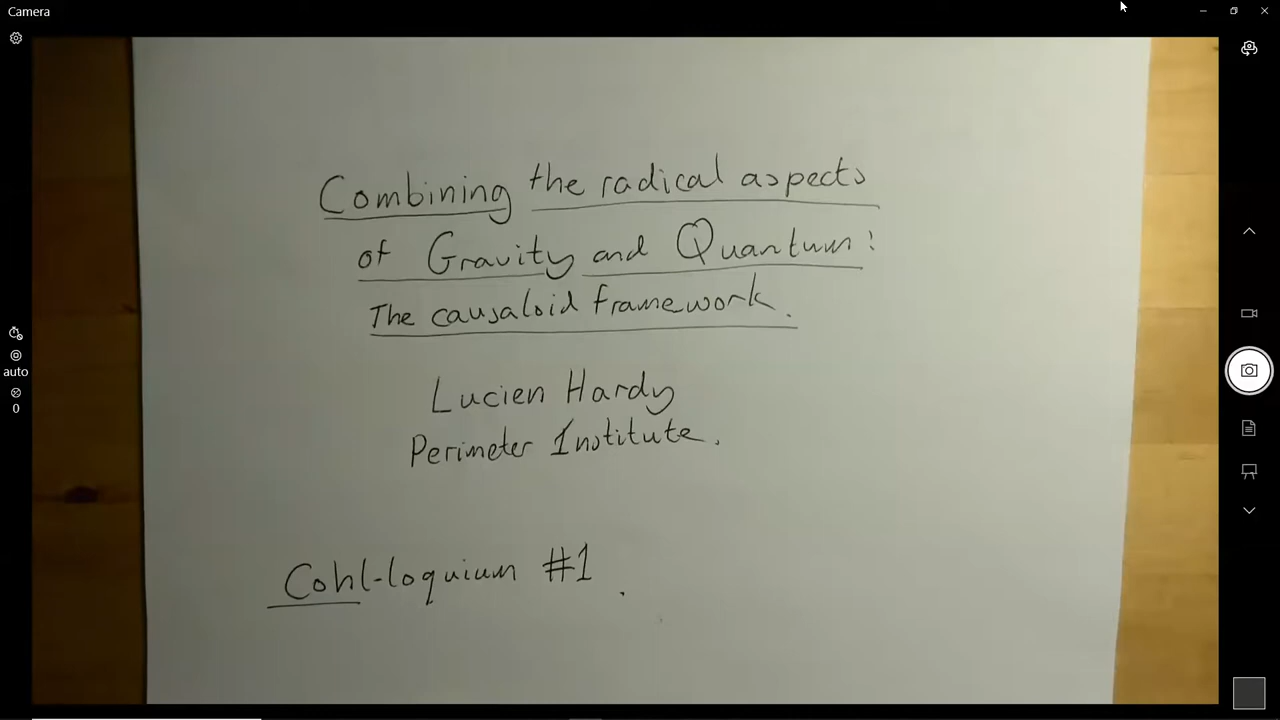 Camera
Combining the radical aspects
of Gravity and Quantum:
The causaloid framework.
Lucien Hardy
Perimeter Institute.
Cohl-loquium #1
auto
0